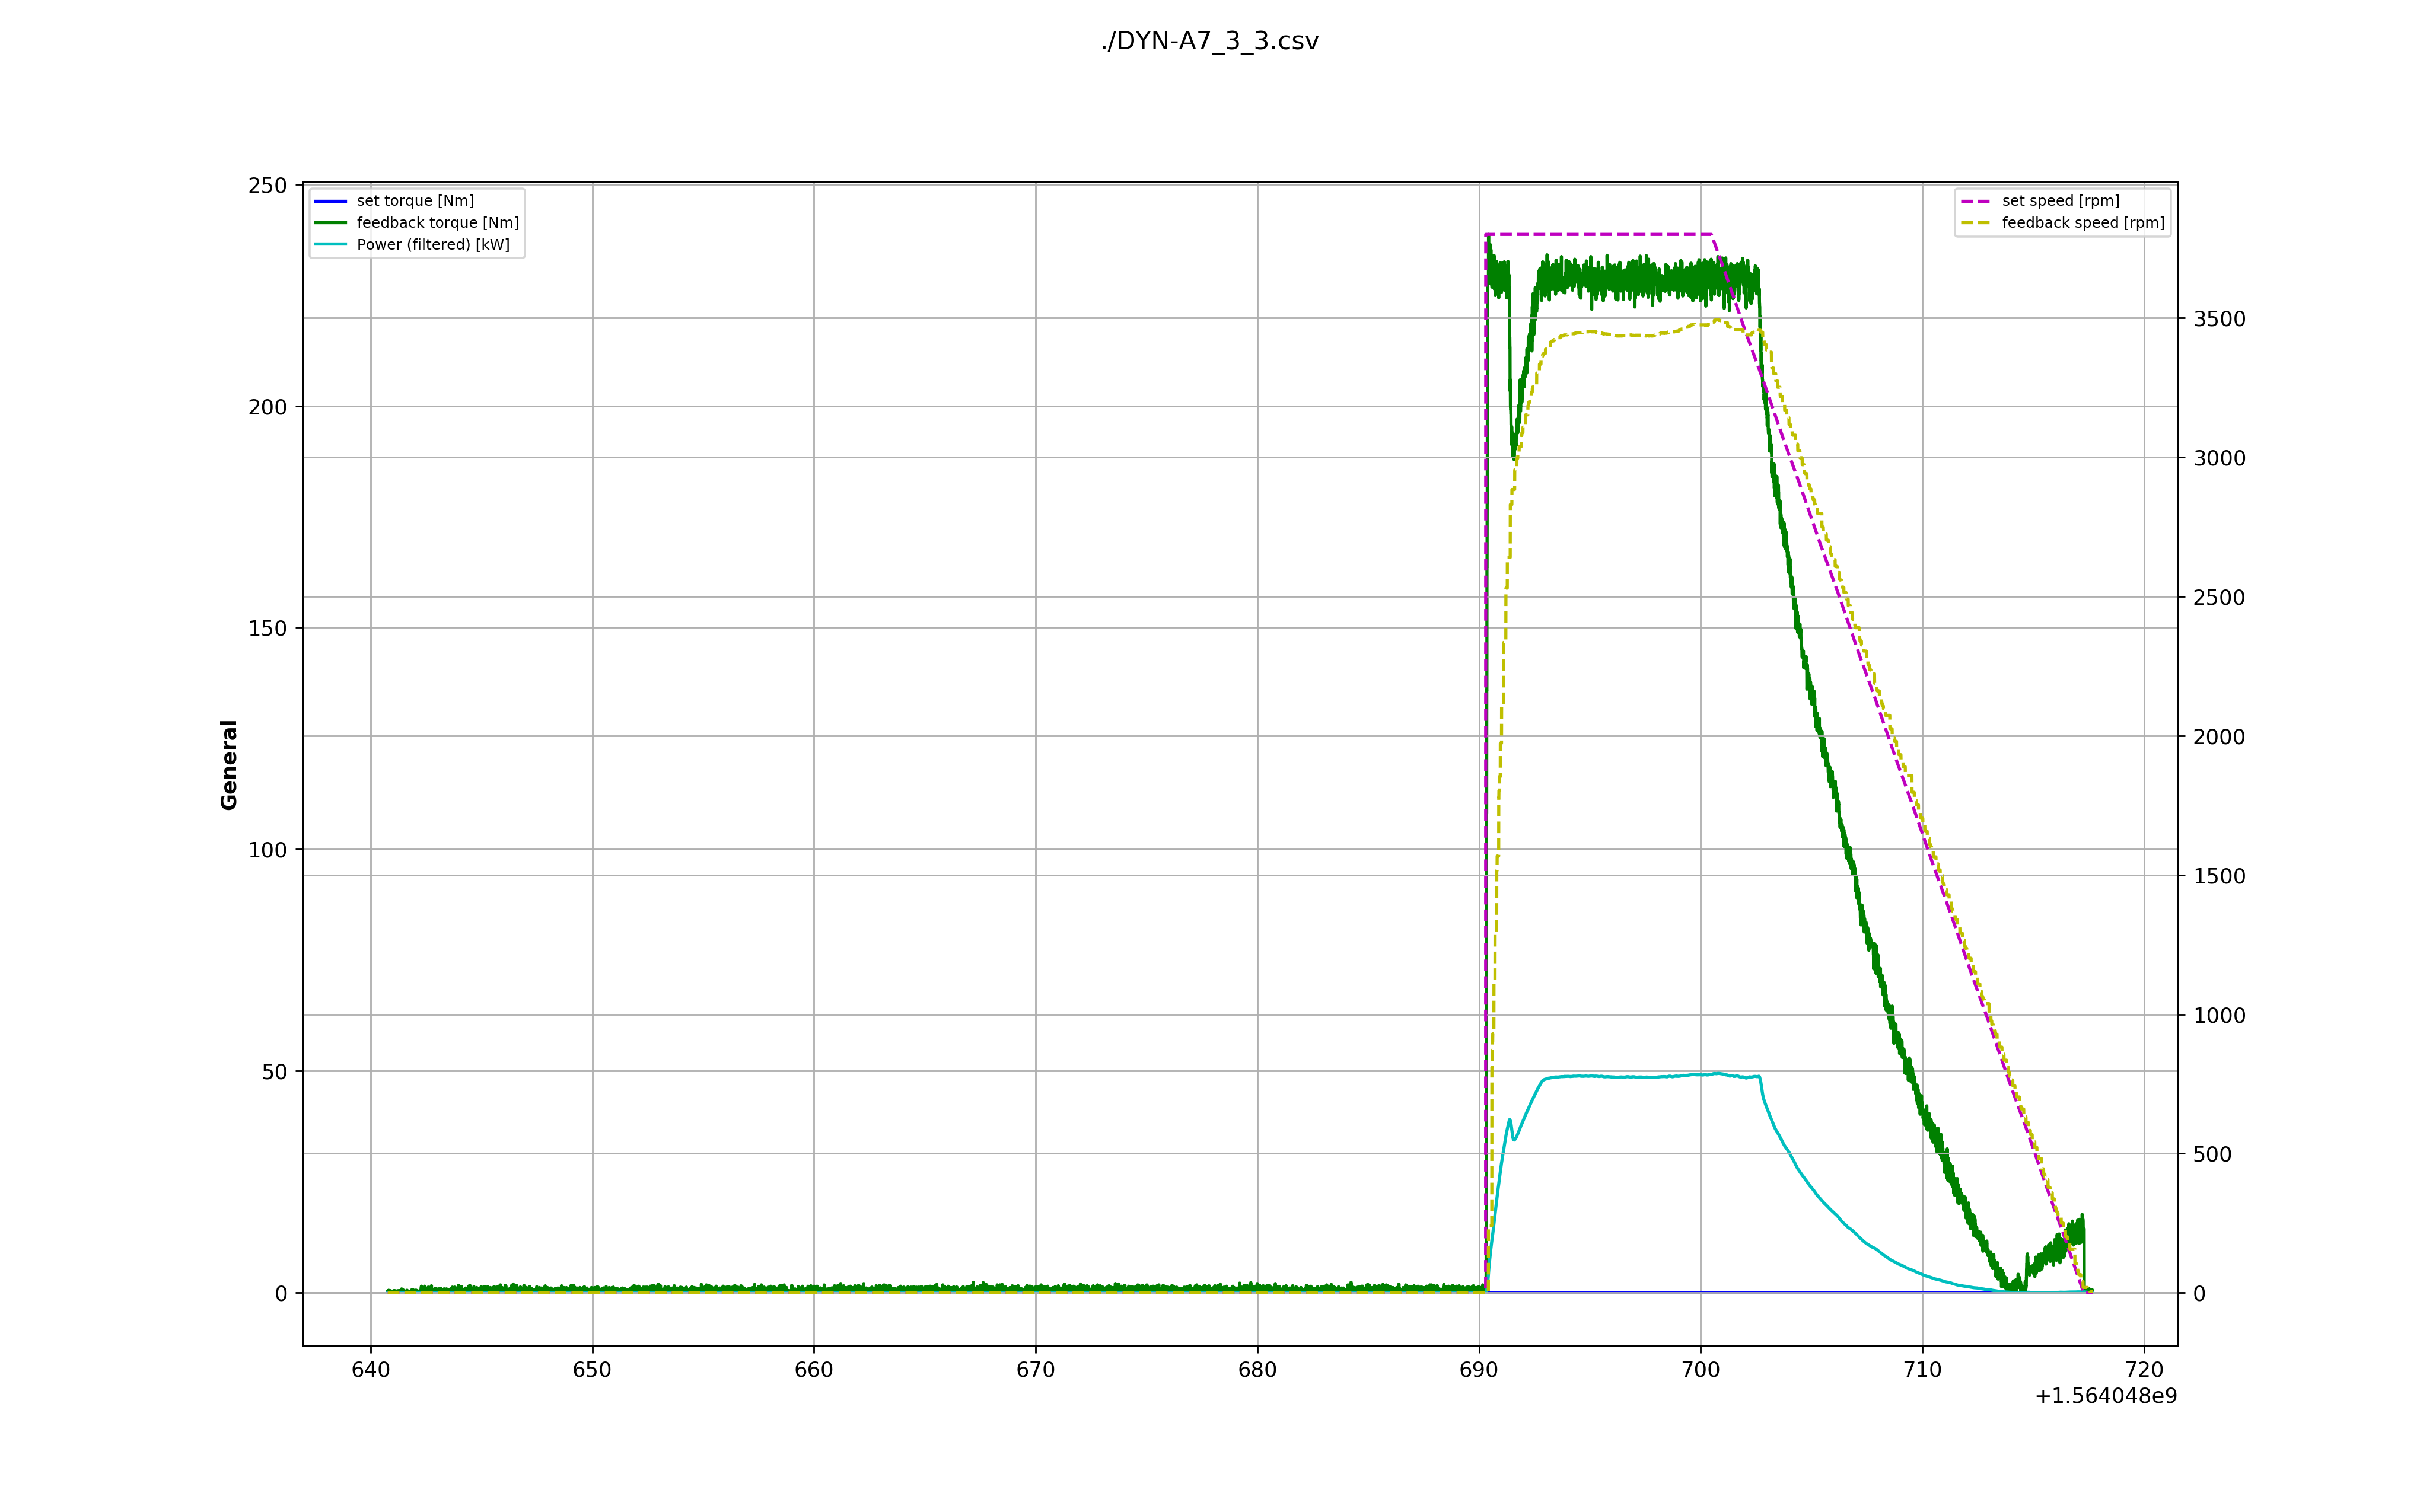 ./DYN-A7_3_3.csv
set torque [Nm]
feedback torque [Nm]
Power (filtered) [kW]
set speed [rpm]
feedback speed [rpm]
General
250
200
150
100
50
0
3500
3000
2500
2000
1500
1000
500
0
640 650 660 670 680 690 700 710 720
+1.564048e9